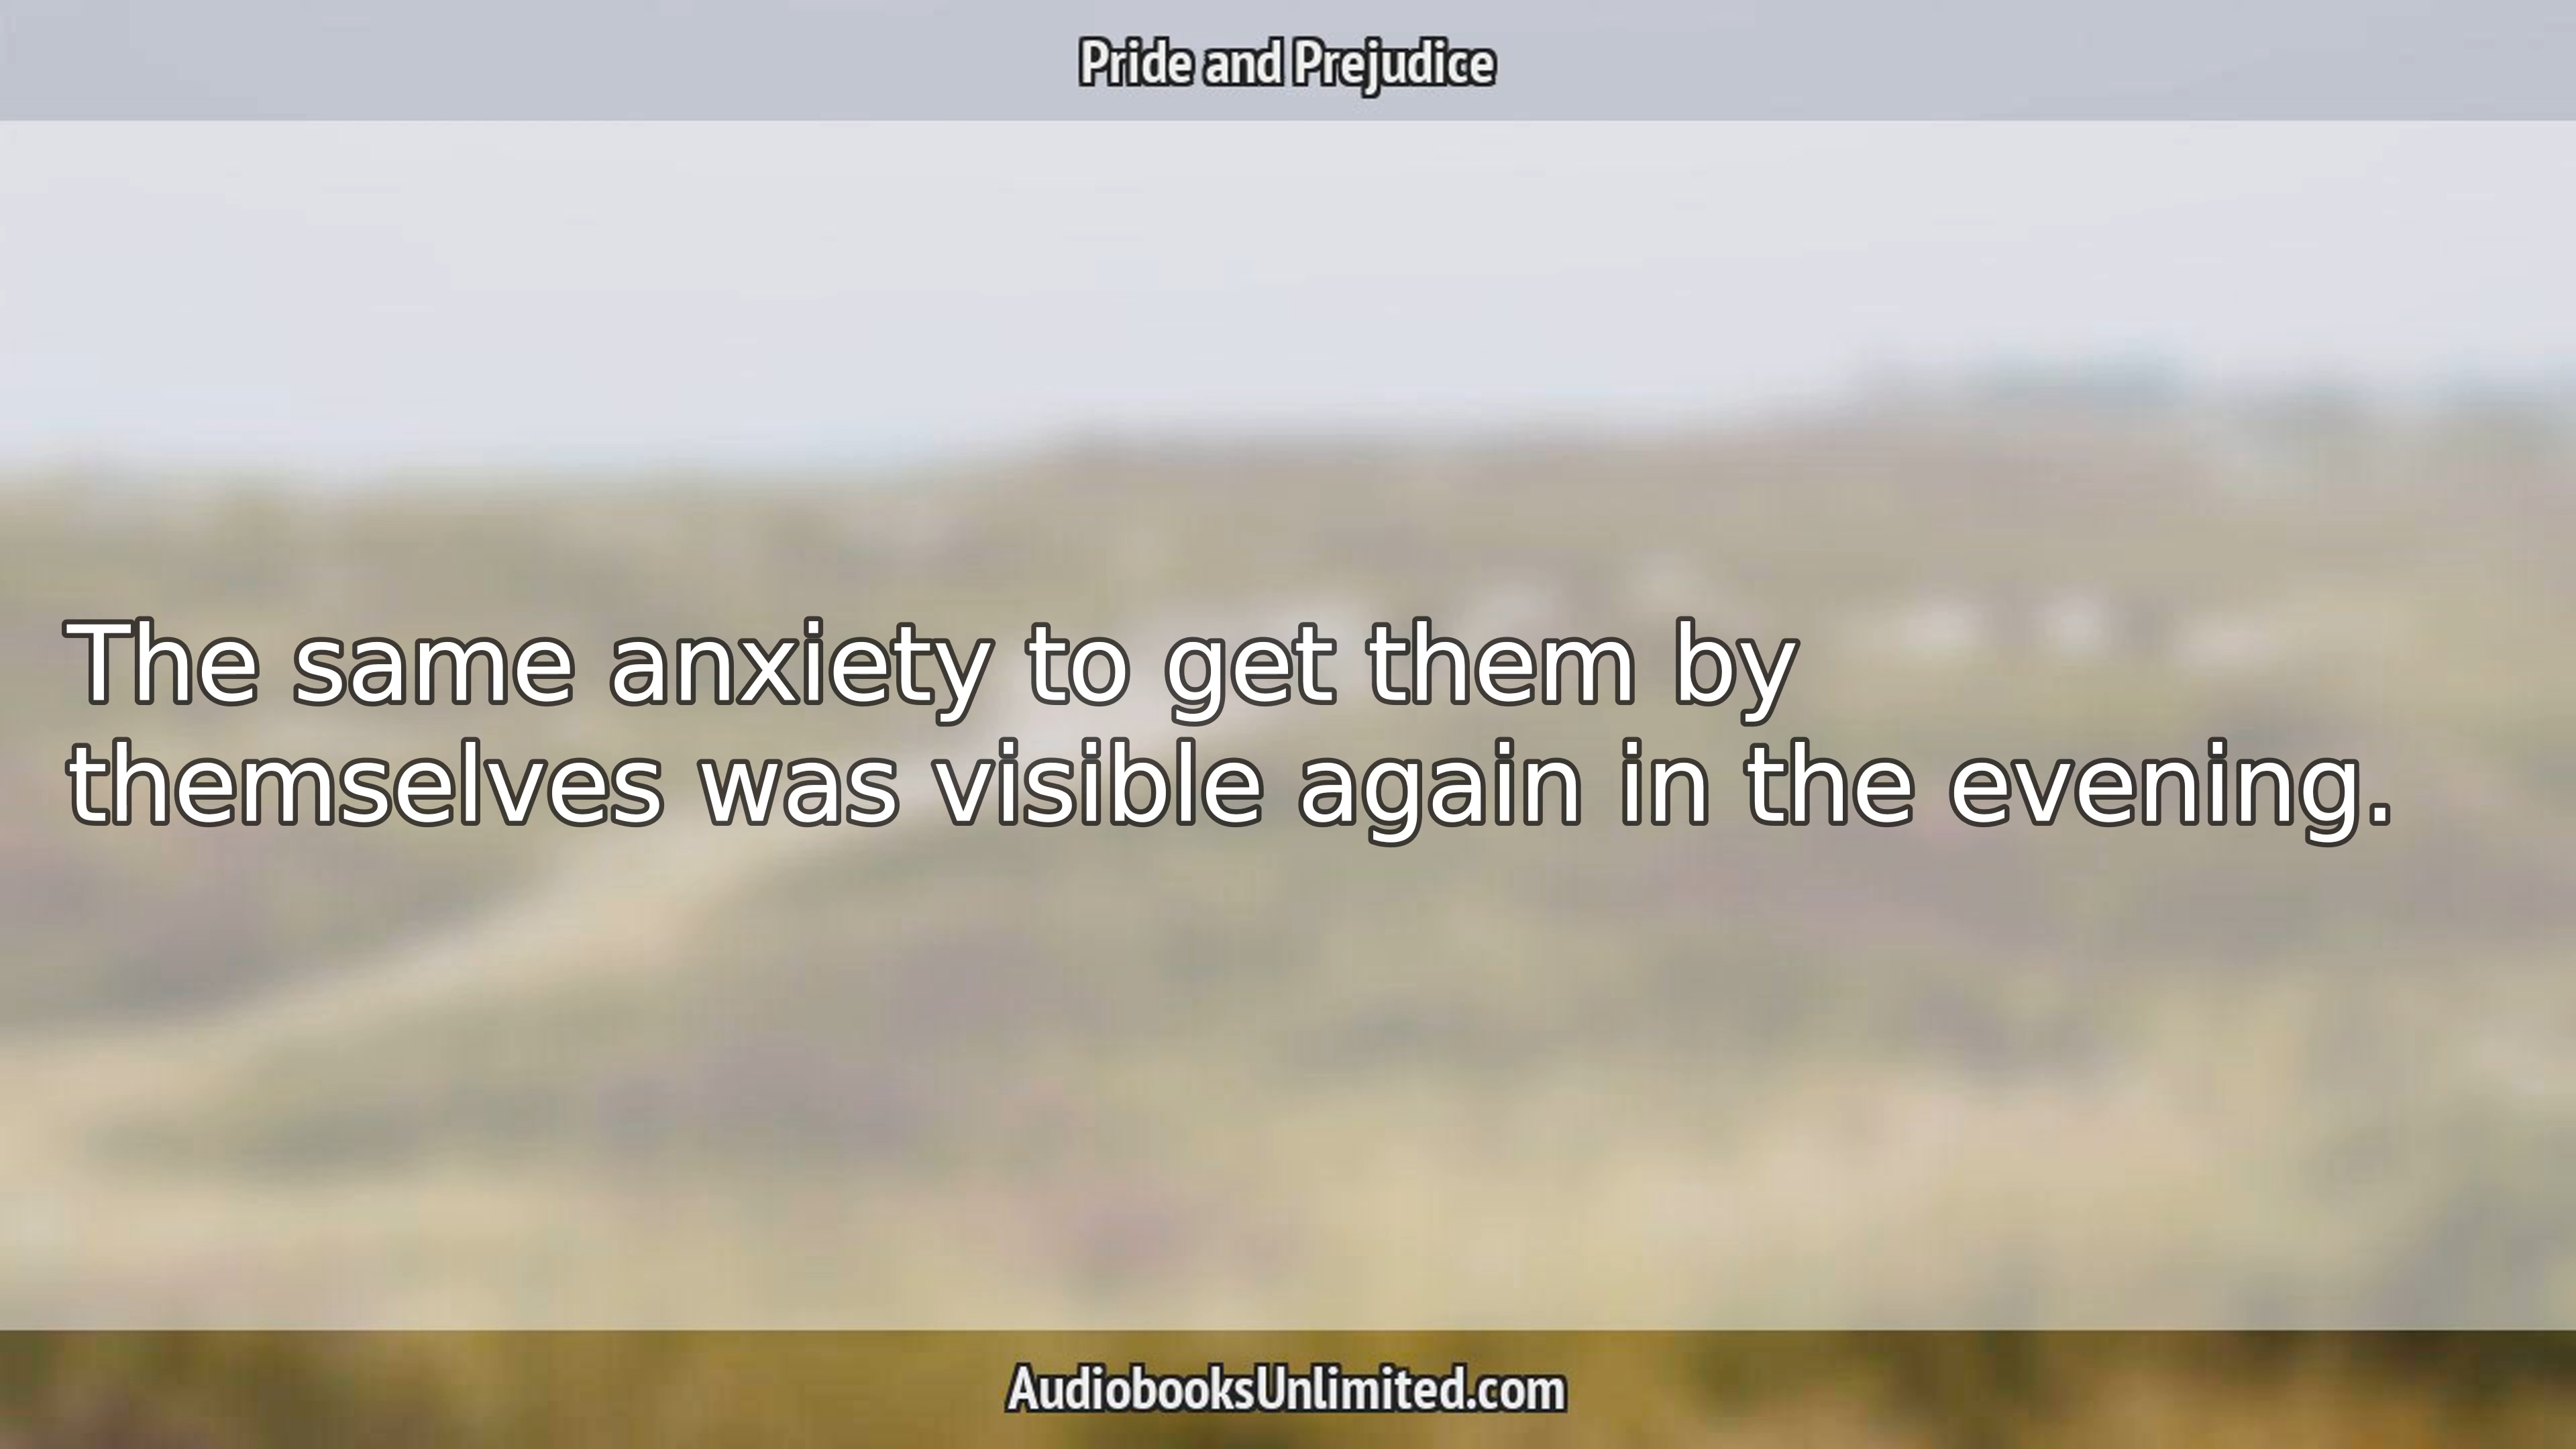 Pride and Prejudice
The same anxiety to get them by
themselves was visible again in the evening.
AudiobooksUnlimited.com